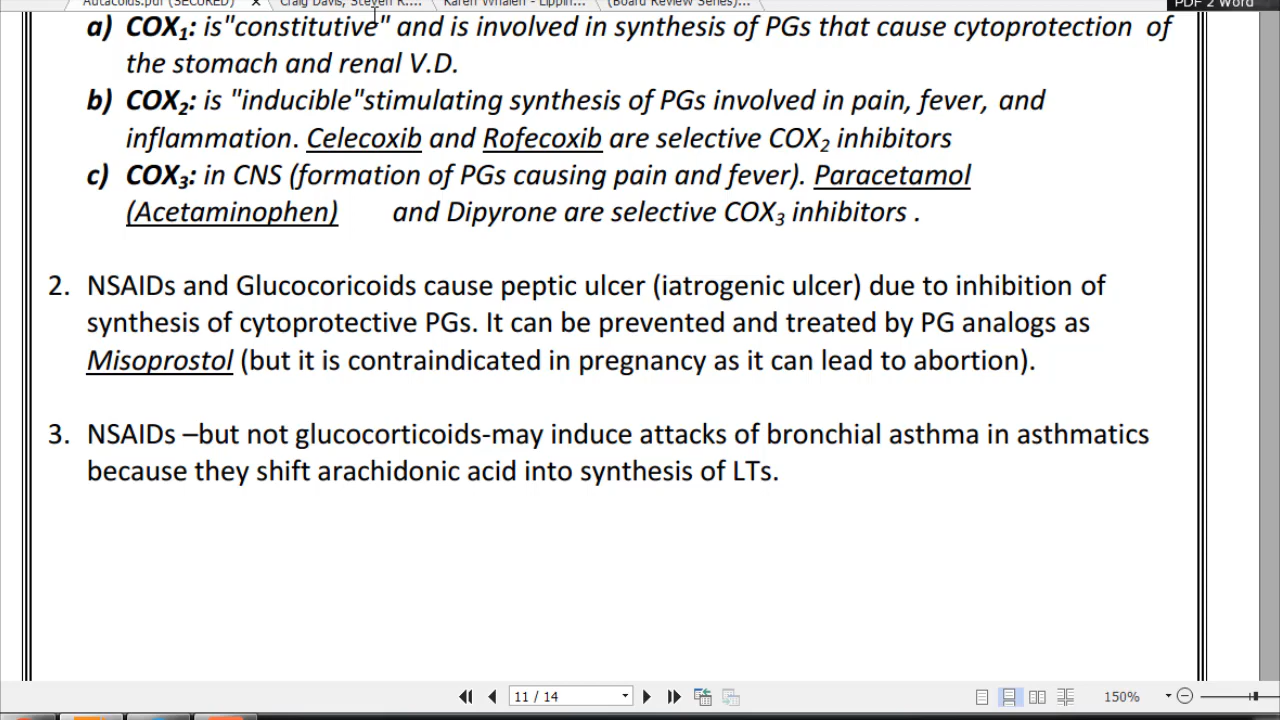 Autacoids.pdf (SECURED) × Craig Davis, Steven R.... Karen Whalen - Lippin... (Board Review Series)...
PDF 2 Word
a) COX1: is"constitutive" and is involved in synthesis of PGs that cause cytoprotection of
the stomach and renal V.D.
b) COX2: is "inducible"stimulating synthesis of PGs involved in pain, fever, and
inflammation. Celecoxib and Rofecoxib are selective COX2 inhibitors
c) COX3: in CNS (formation of PGs causing pain and fever). Paracetamol
(Acetaminophen) and Dipyrone are selective COX3 inhibitors .
2. NSAIDs and Glucocoricoids cause peptic ulcer (iatrogenic ulcer) due to inhibition of
synthesis of cytoprotective PGs. It can be prevented and treated by PG analogs as
Misoprostol (but it is contraindicated in pregnancy as it can lead to abortion).
3. NSAIDs –but not glucocorticoids-may induce attacks of bronchial asthma in asthmatics
because they shift arachidonic acid into synthesis of LTs.
11 / 14
150%